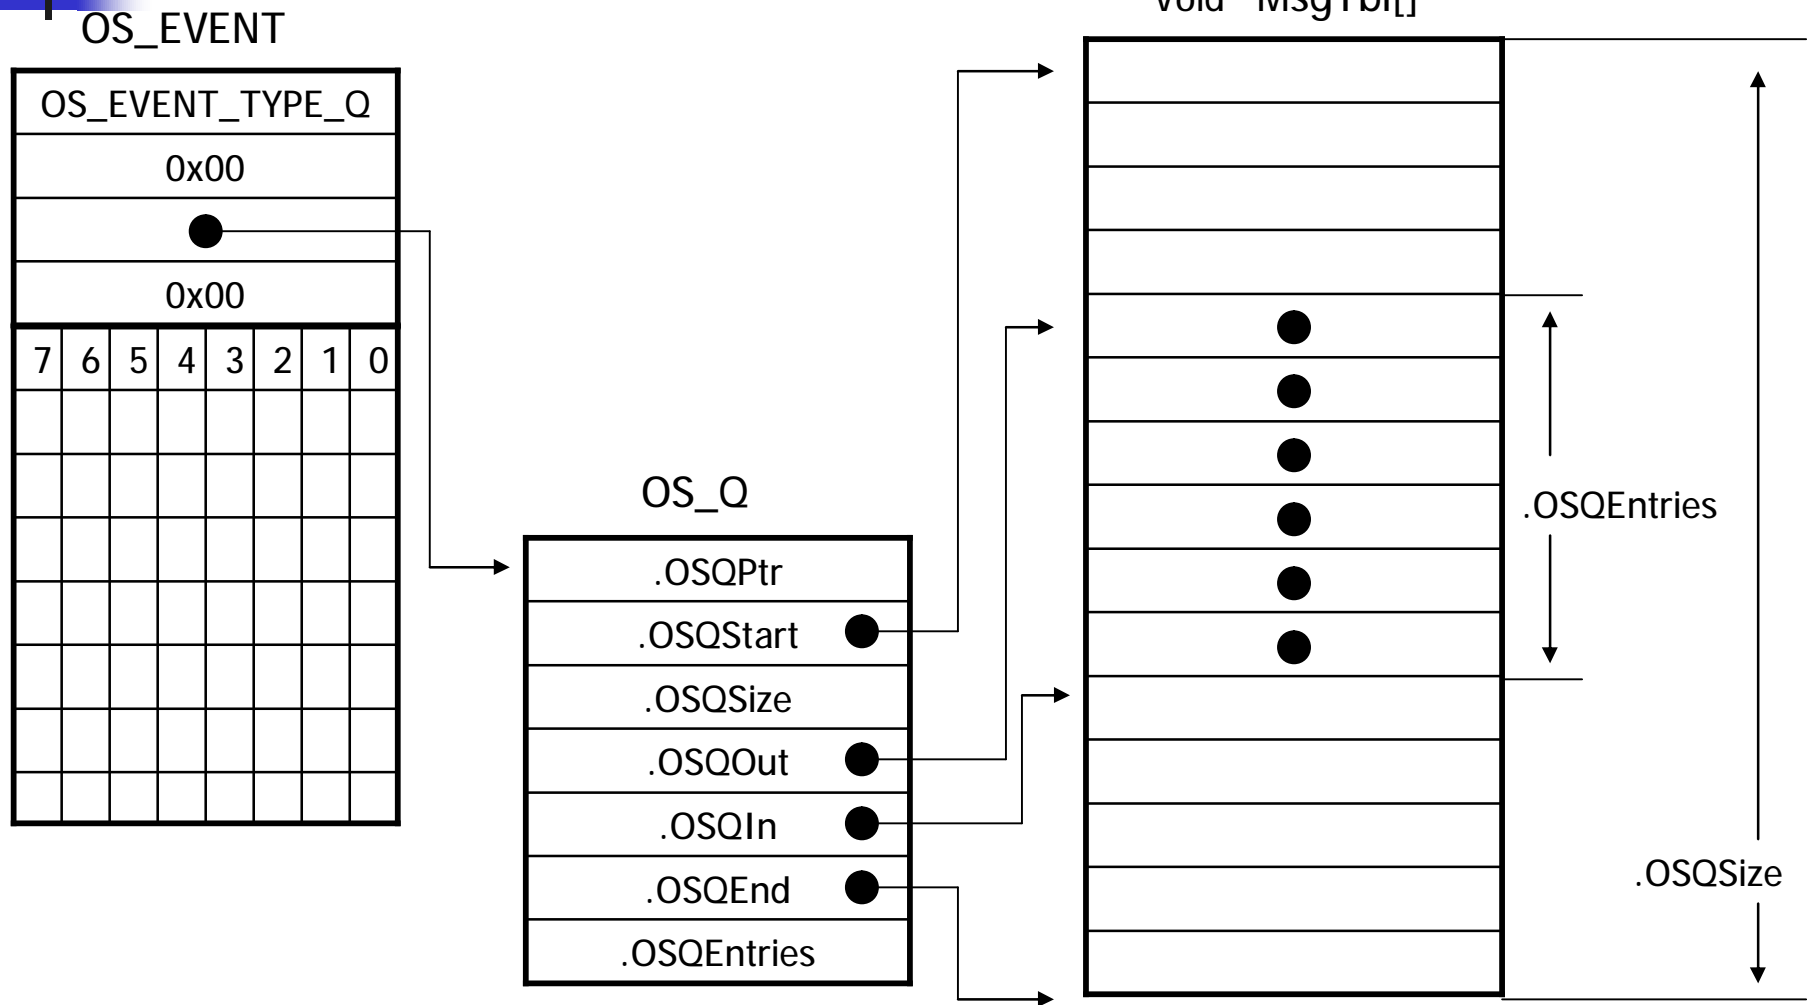 OS_EVENT
OS_EVENT_TYPE_Q
0x00
0x00
7 6 5 4 3 2 1 0
OS_Q
.OSQPtr
.OSQStart
.OSQSize
.OSQOut
.OSQIn
.OSQEnd
.OSQEntries
MsgTbl[]
.OSQEntries
.OSQSize